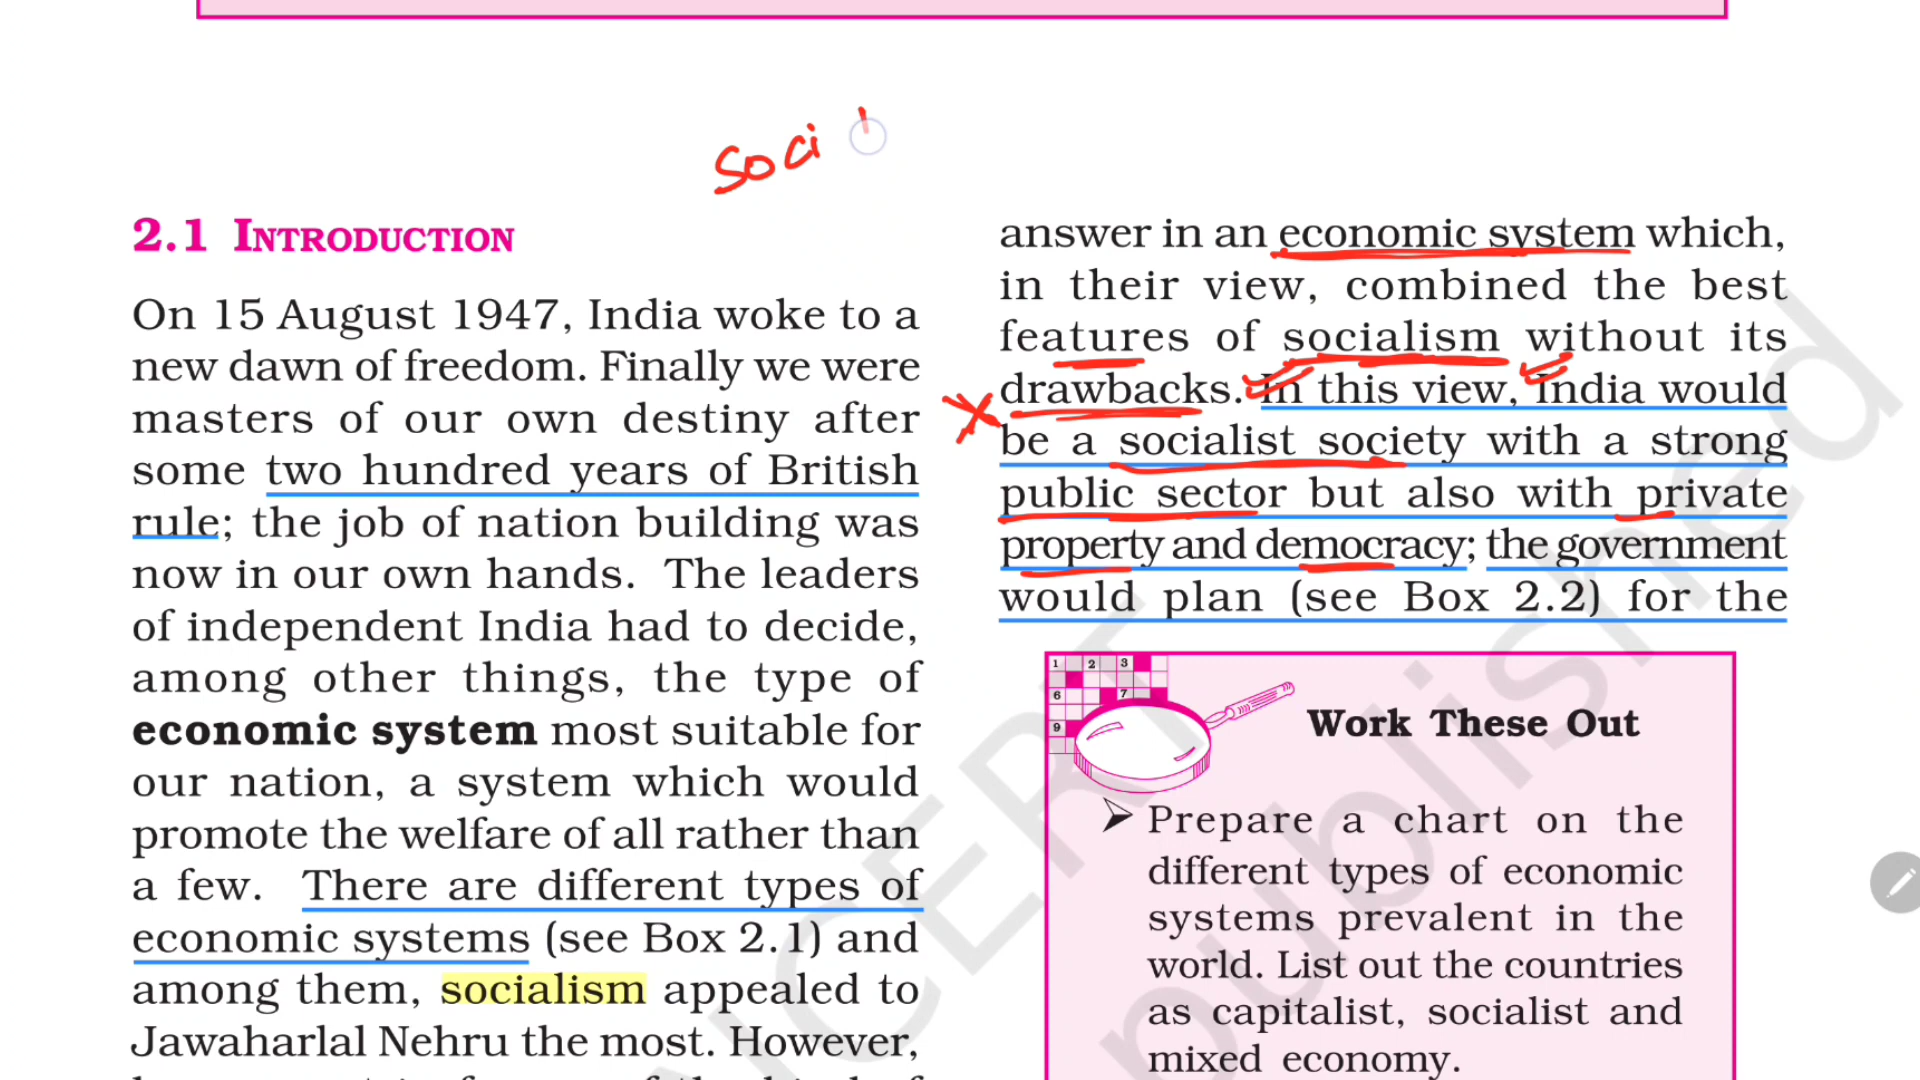 Soci
2.1 INTRODUCTION
On 15 August 1947, India woke to a
new dawn of freedom. Finally we were
masters of our own destiny after
some two hundred years of British
rule; the job of nation building was
now in our own hands. The leaders
of independent India had to decide,
among other things, the type of
economic system most suitable for
our nation, a system which would
promote the welfare of all rather than
a few. There are different types of
economic systems (see Box 2.1) and
among them, socialism appealed to
Jawaharlal Nehru the most. However,
answer in an economic system which,
in their view, combined the best
features of socialism without its
drawbacks. In this view, India would
be a socialist society with a strong
public sector but also with private
property and democracy; the government
would plan (see Box 2.2) for the
1 2 3
6 7
9
Work These Out
➢ Prepare a chart on the
different types of economic
systems prevalent in the
world. List out the countries
as capitalist, socialist and
mixed economy.
NCERT
published